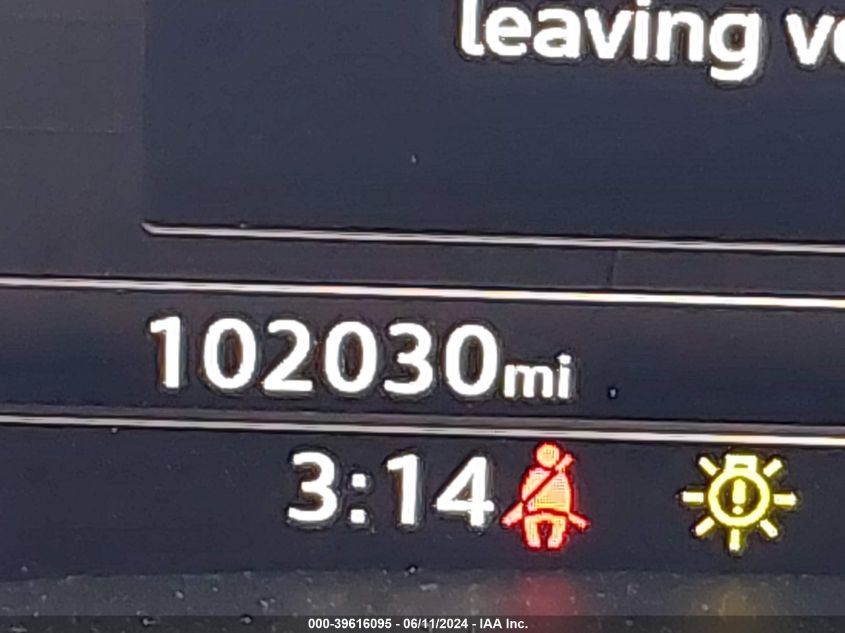 leaving
102030mi
3:14
000-39616095 - 06/11/2024 - IAA Inc.